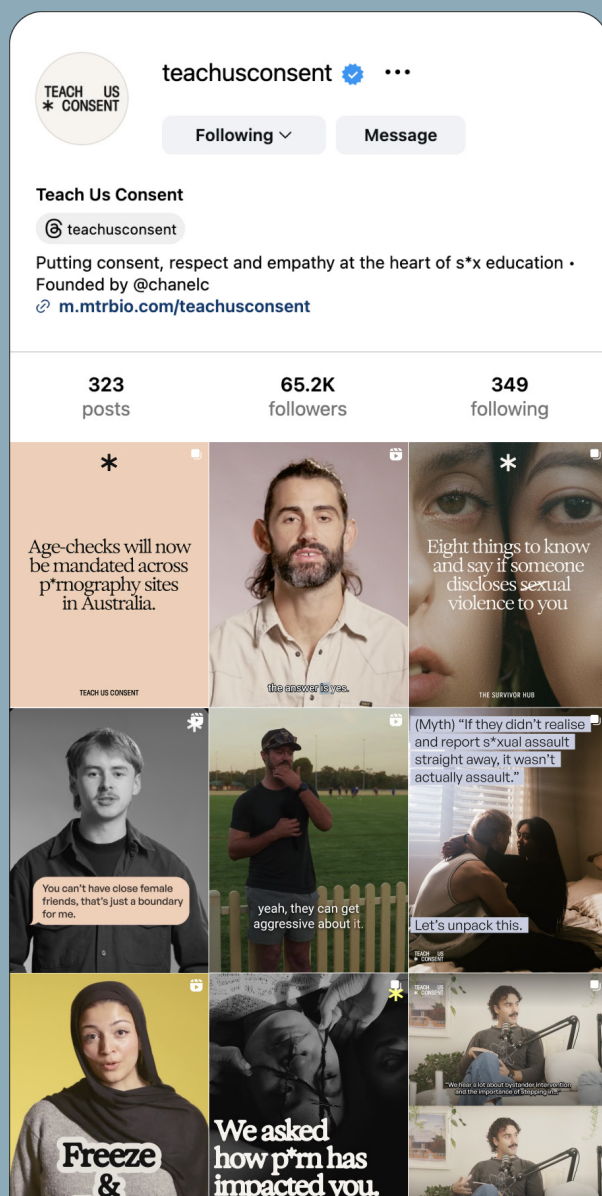 teachusconsent
TEACH US
* CONSENT
Following
Message
Teach Us Consent
teachusconsent
Putting consent, respect and empathy at the heart of s*x education •
Founded by @chanelc
m.mtrbio.com/teachusconsent
323
posts
65.2K
followers
349
following
*
Age-checks will now
be mandated across
p*rnography sites
in Australia.
TEACH US CONSENT
the answer is yes.
*
Eight things to know
and say if someone
discloses sexual
violence to you
THE SURVIVOR HUB
You can't have close female
friends, that's just a boundary
for me.
yeah, they can get
aggressive about it.
(Myth) “If they didn’t realise
and report s*xual assault
straight away, it wasn’t
actually assault.”
Let’s unpack this.
TEACH US
* CONSENT
Freeze
&
We asked
how p*rn has
impacted you.
TEACH US
* CONSENT
"We hear a lot about bystander intervention
and the importance of stepping in...